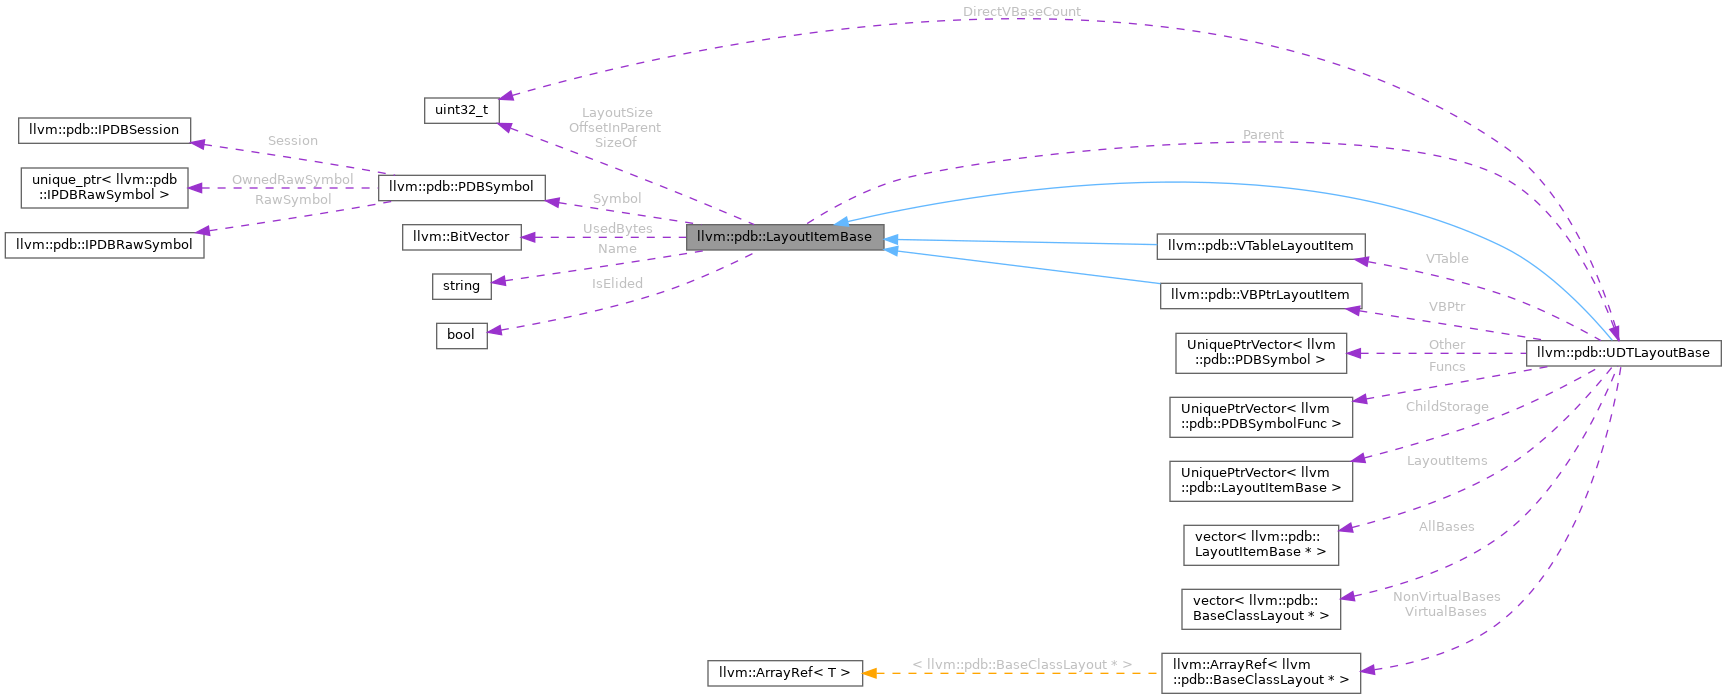 DirectVBaseCount
uint32_t
LayoutSize
OffsetInParent
SizeOf
Parent
llvm::pdb::IPDBSession
Session
unique_ptr< llvm::pdb
::IPDBRawSymbol >
OwnedRawSymbol
llvm::pdb::PDBSymbol
RawSymbol
Symbol
llvm::pdb::IPDBRawSymbol
llvm::BitVector
UsedBytes
llvm::pdb::LayoutItemBase
Name
string
IsElided
bool
llvm::pdb::VTableLayoutItem
VTable
llvm::pdb::VBPtrLayoutItem
VBPtr
UniquePtrVector< llvm
::pdb::PDBSymbol >
Other
llvm::pdb::UDTLayoutBase
Funcs
UniquePtrVector< llvm
::pdb::PDBSymbolFunc >
ChildStorage
UniquePtrVector< llvm
::pdb::LayoutItemBase >
LayoutItems
vector< llvm::pdb::
LayoutItemBase * >
AllBases
vector< llvm::pdb::
BaseClassLayout * >
NonVirtualBases
VirtualBases
llvm::ArrayRef< T >
< llvm::pdb::BaseClassLayout * >
llvm::ArrayRef< llvm
::pdb::BaseClassLayout * >